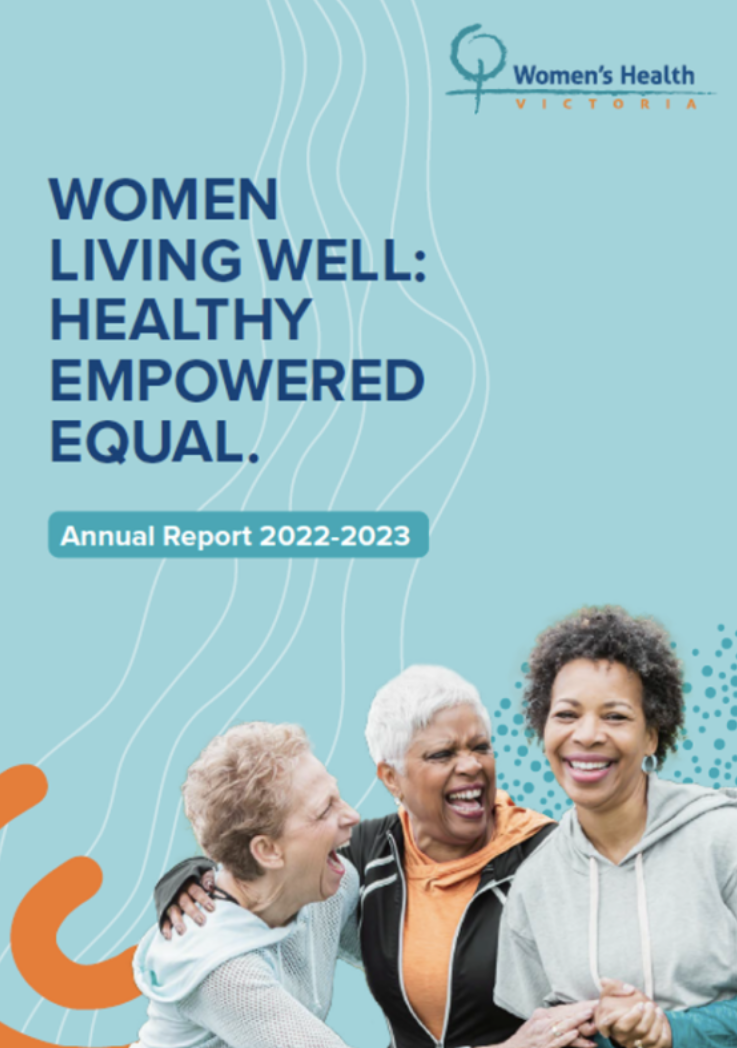 Women's Health
VICTORIA
WOMEN
LIVING WELL:
HEALTHY
EMPOWERED
EQUAL.
Annual Report 2022-2023